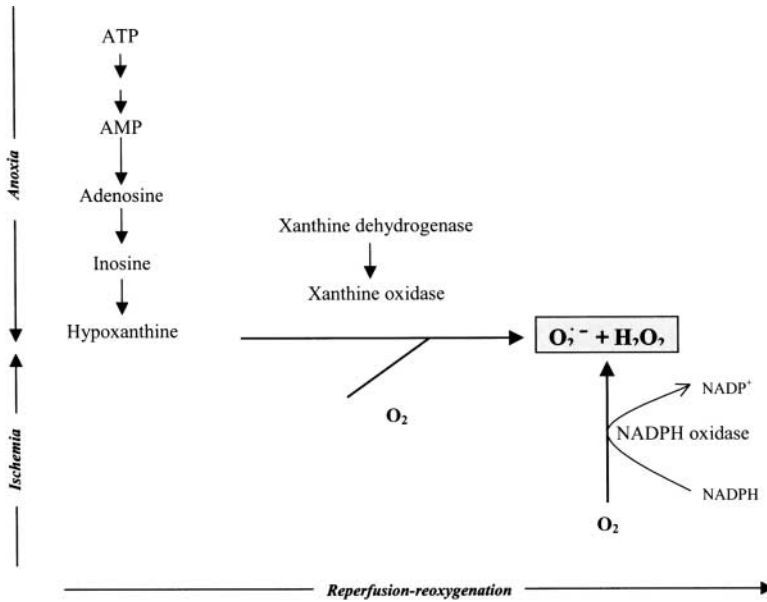 ATP
AMP
Adenosine
Inosine
Hypoxanthine
Anoxia
Ischemia
Xanthine dehydrogenase
Xanthine oxidase
O₂
O₂˙⁻ + H₂O₂
NADP⁺
NADPH oxidase
NADPH
O₂
Reperfusion-reoxygenation